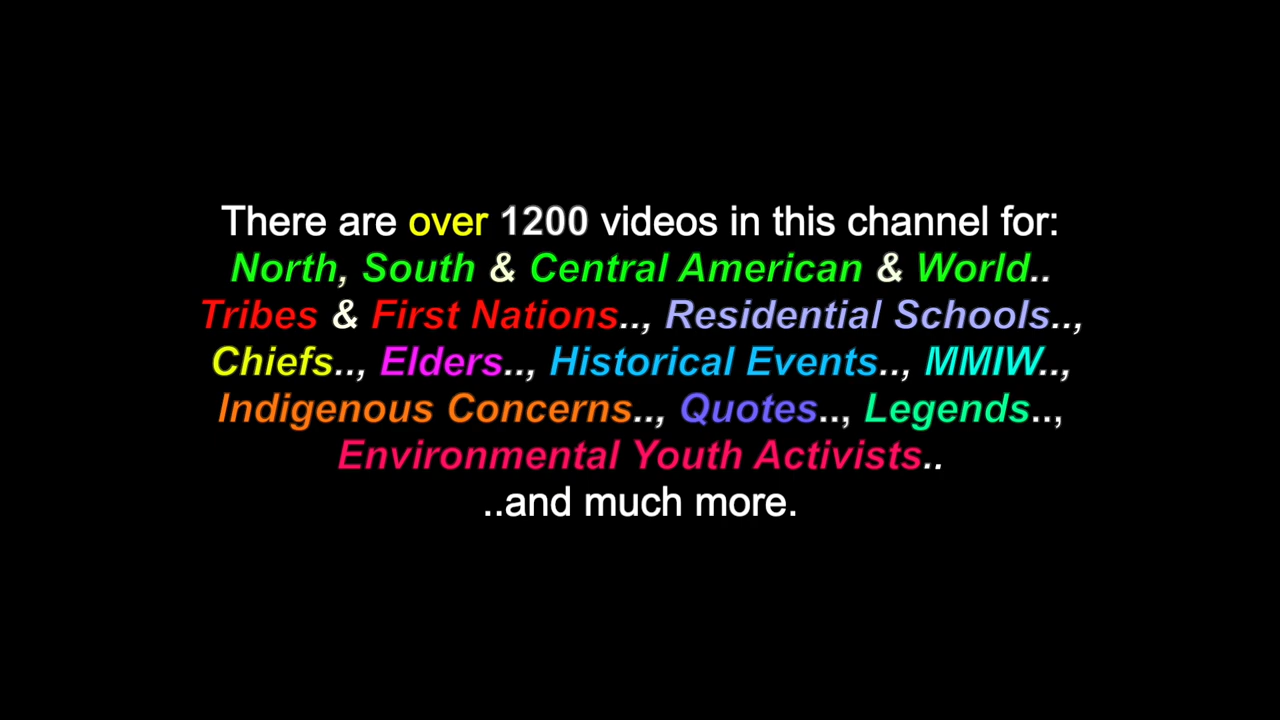 There are over 1200 videos in this channel for:
North, South & Central American & World..
Tribes & First Nations.., Residential Schools..,
Chiefs.., Elders.., Historical Events.., MMIW..,
Indigenous Concerns.., Quotes.., Legends..,
Environmental Youth Activists..
..and much more.